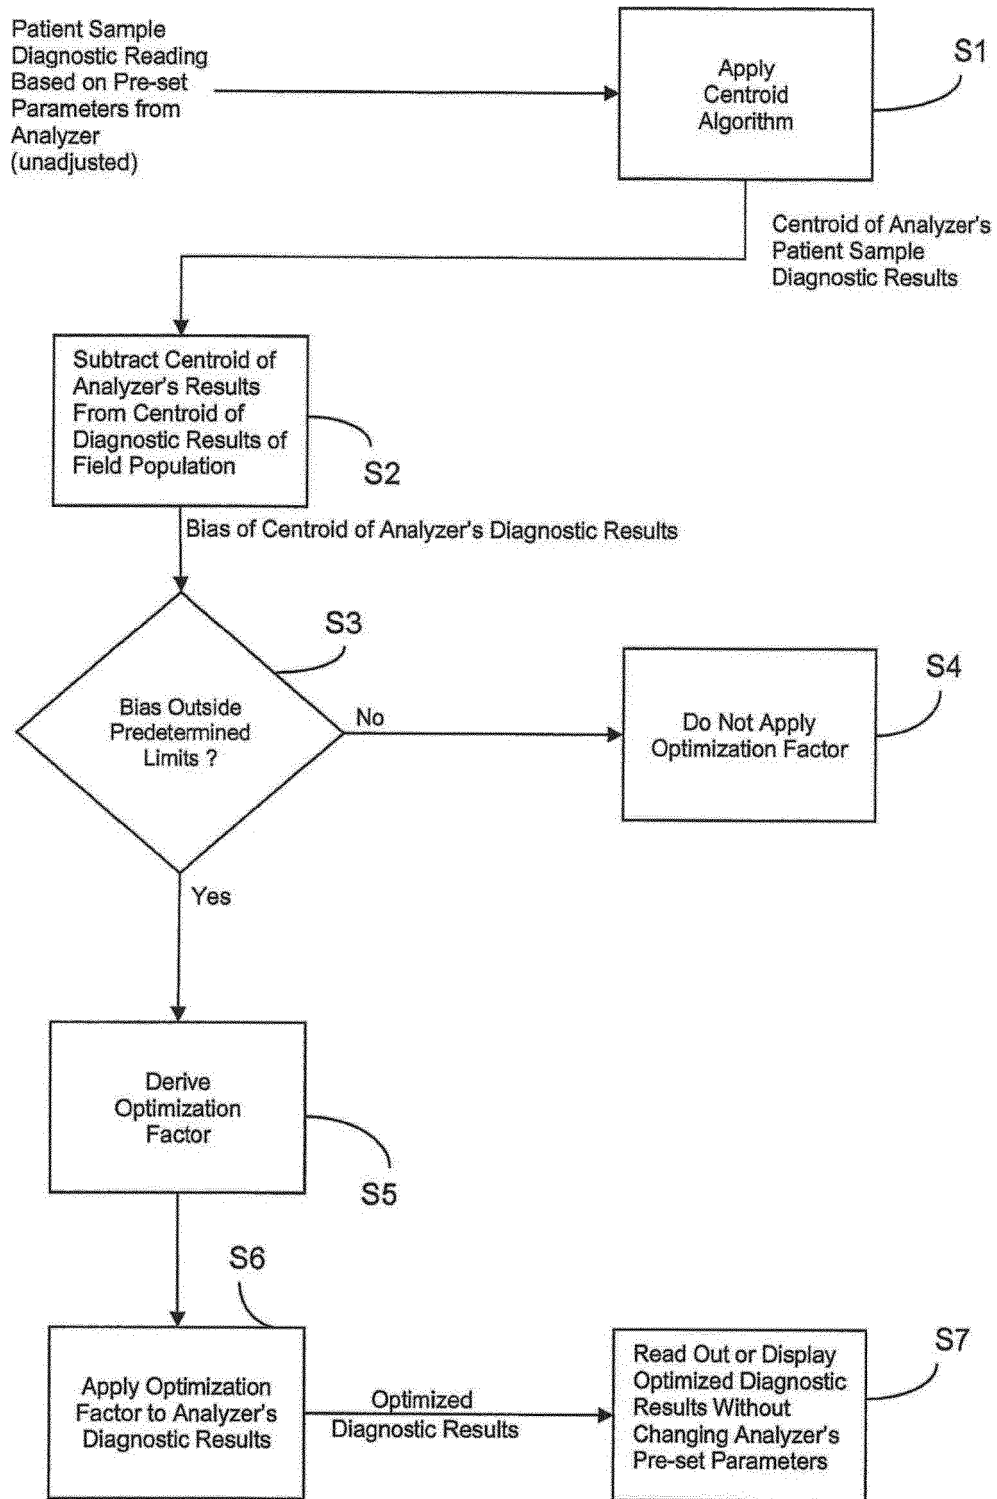 Patient Sample
Diagnostic Reading
Based on Pre-set
Parameters from
Analyzer
(unadjusted)
Apply
Centroid
Algorithm
S1
Centroid of Analyzer's
Patient Sample
Diagnostic Results
Subtract Centroid of
Analyzer's Results
From Centroid of
Diagnostic Results of
Field Population
S2
Bias of Centroid of Analyzer's Diagnostic Results
S3
Bias Outside
Predetermined
Limits ?
No
Do Not Apply
Optimization Factor
S4
Yes
Derive
Optimization
Factor
S5
S6
Apply Optimization
Factor to Analyzer's
Diagnostic Results
Optimized
Diagnostic Results
Read Out or Display
Optimized Diagnostic
Results Without
Changing Analyzer's
Pre-set Parameters
S7